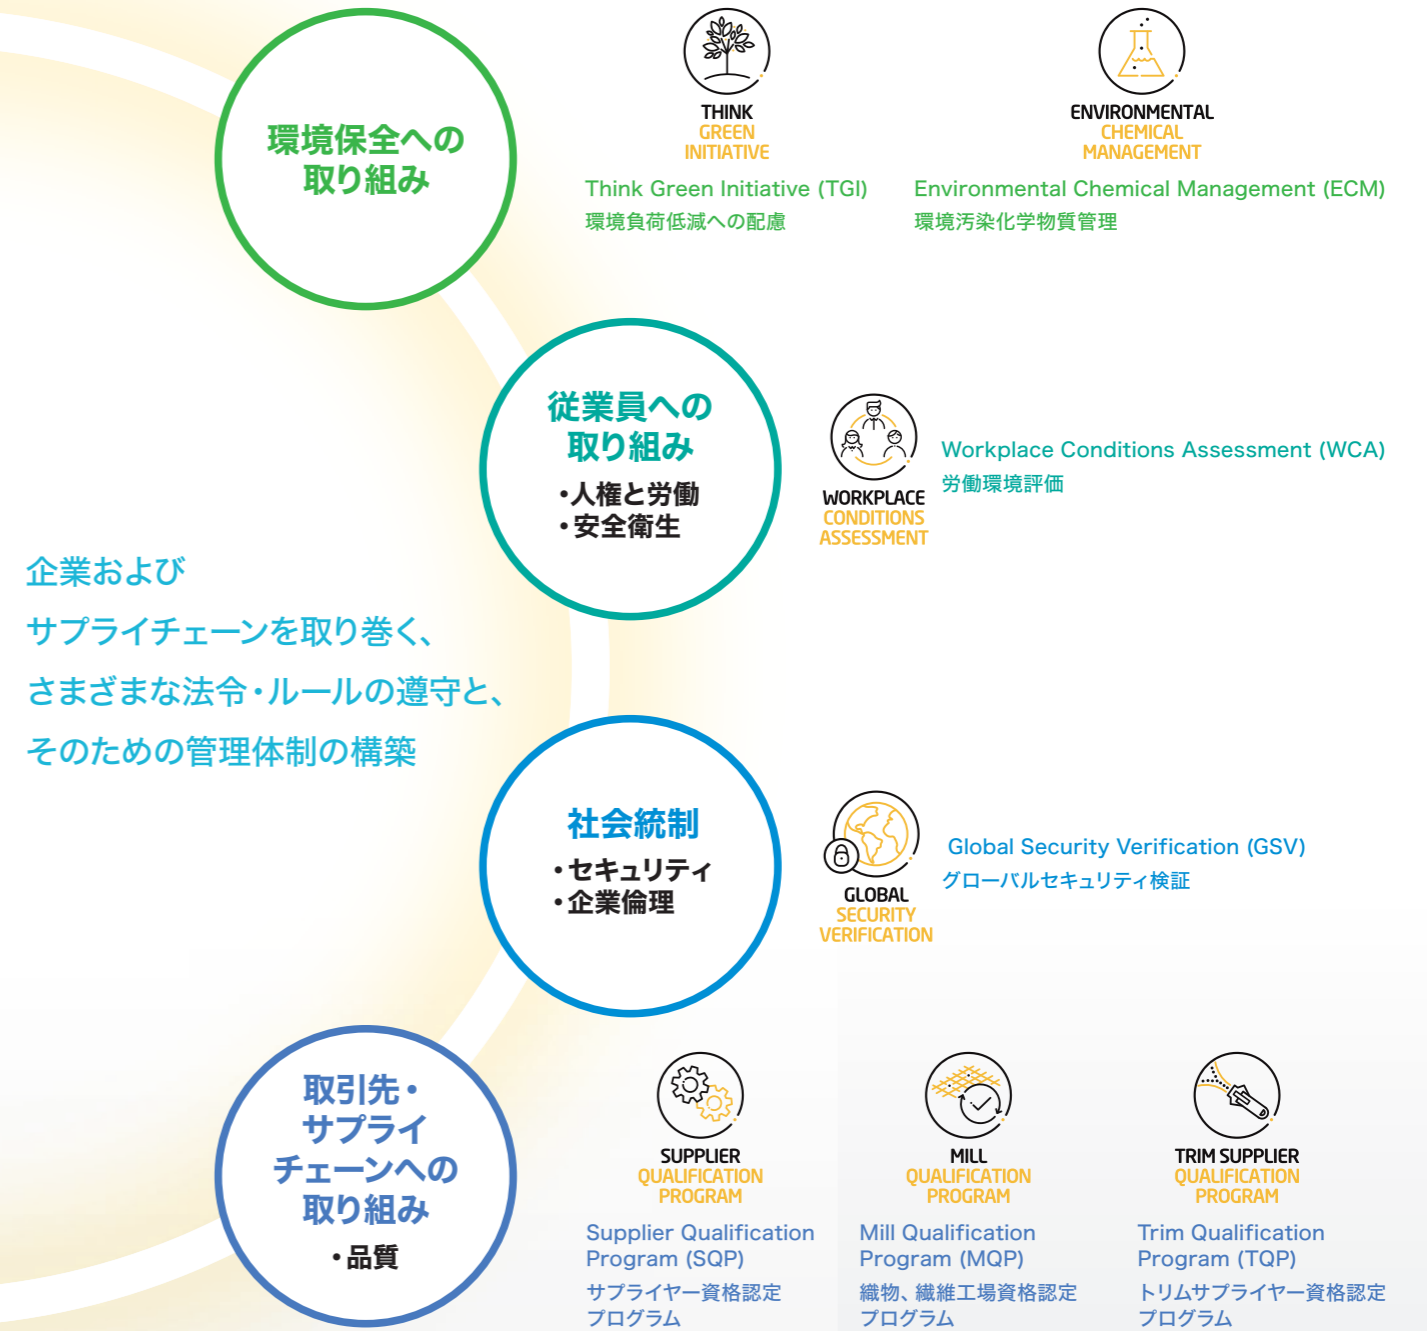 環境保全への
取り組み
THINK
GREEN
INITIATIVE
Think Green Initiative (TGI)
環境負荷低減への配慮
ENVIRONMENTAL
CHEMICAL
MANAGEMENT
Environmental Chemical Management (ECM)
環境汚染化学物質管理
従業員への
取り組み
・人権と労働
・安全衛生
WORKPLACE
CONDITIONS
ASSESSMENT
Workplace Conditions Assessment (WCA)
労働環境評価
企業および
サプライチェーンを取り巻く、
さまざまな法令・ルールの遵守と、
そのための管理体制の構築
社会統制
・セキュリティ
・企業倫理
GLOBAL
SECURITY
VERIFICATION
Global Security Verification (GSV)
グローバルセキュリティ検証
取引先・
サプライ
チェーンへの
取り組み
・品質
SUPPLIER
QUALIFICATION
PROGRAM
Supplier Qualification
Program (SQP)
サプライヤー資格認定
プログラム
MILL
QUALIFICATION
PROGRAM
Mill Qualification
Program (MQP)
織物、繊維工場資格認定
プログラム
TRIM SUPPLIER
QUALIFICATION
PROGRAM
Trim Qualification
Program (TQP)
トリムサプライヤー資格認定
プログラム